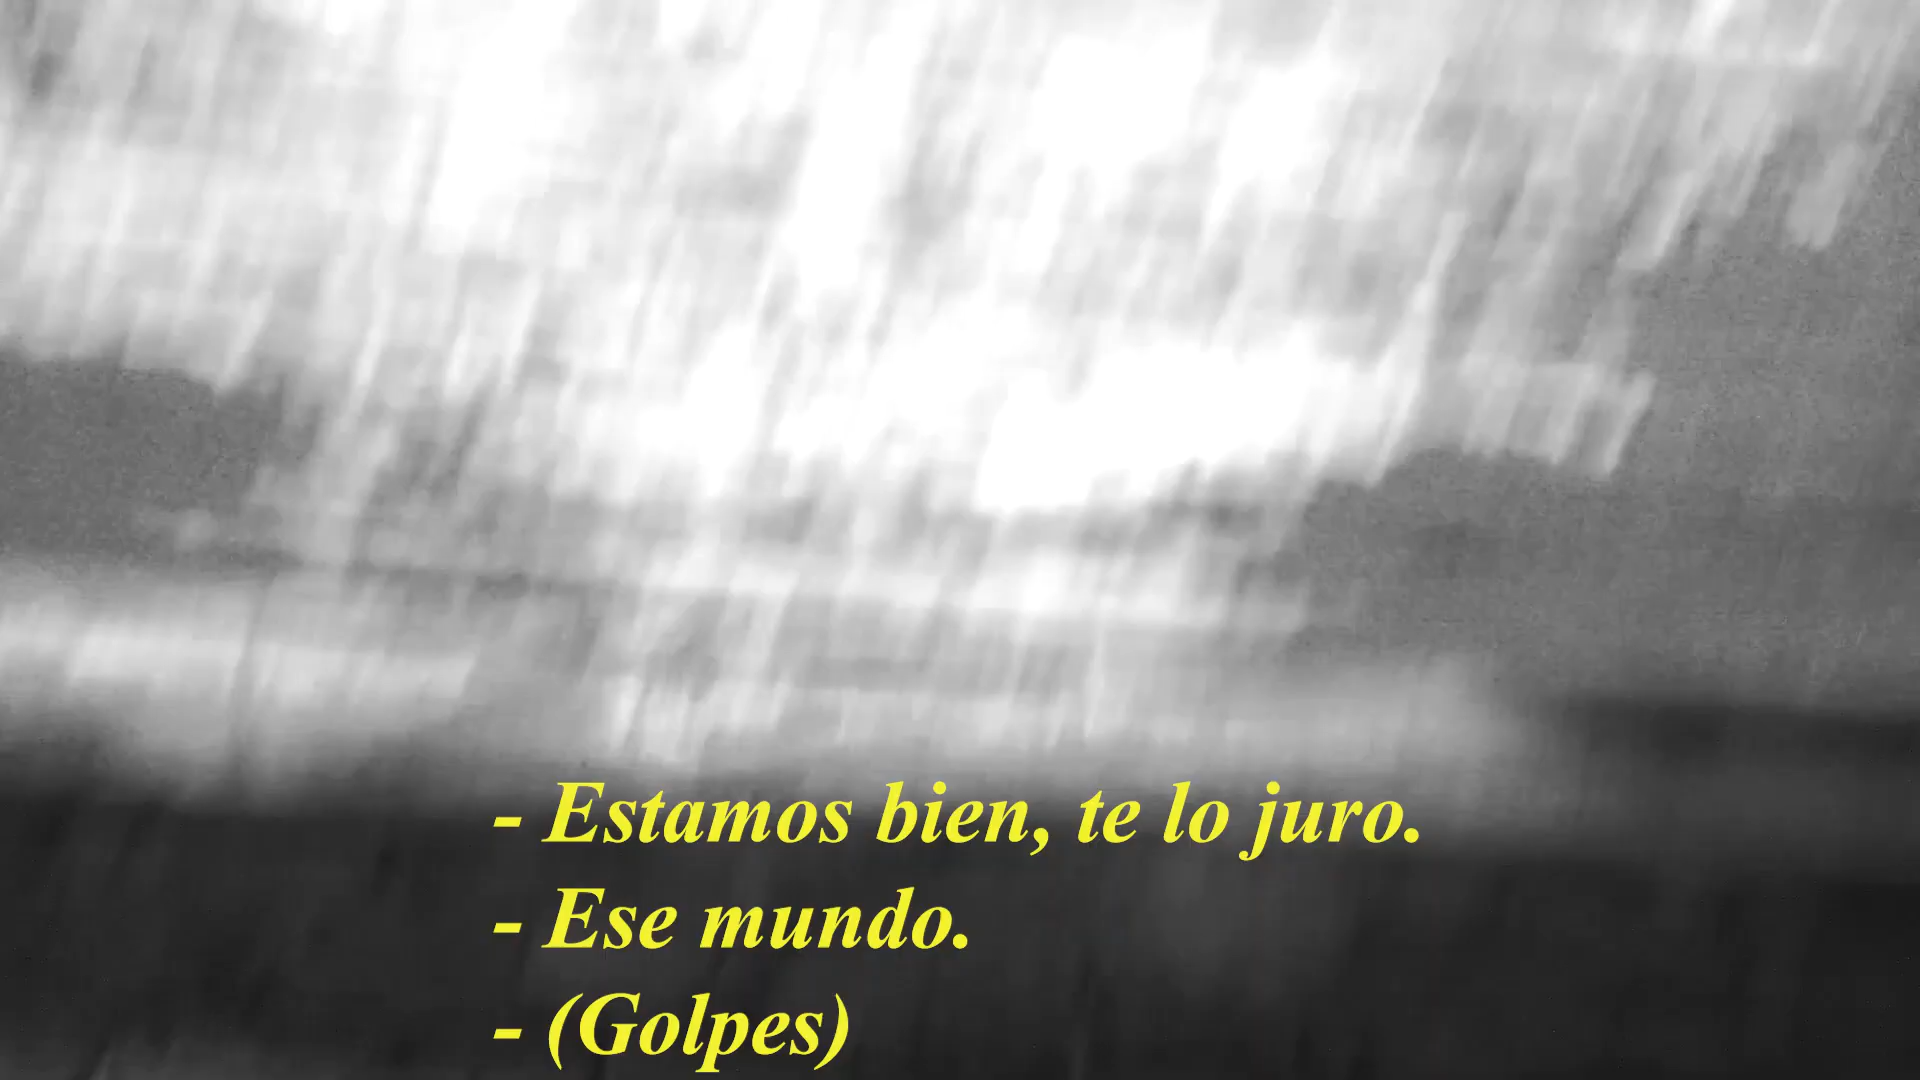 - Estamos bien, te lo juro.
- Ese mundo.
- (Golpes)